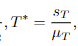 , T* = s_T / μ_T,